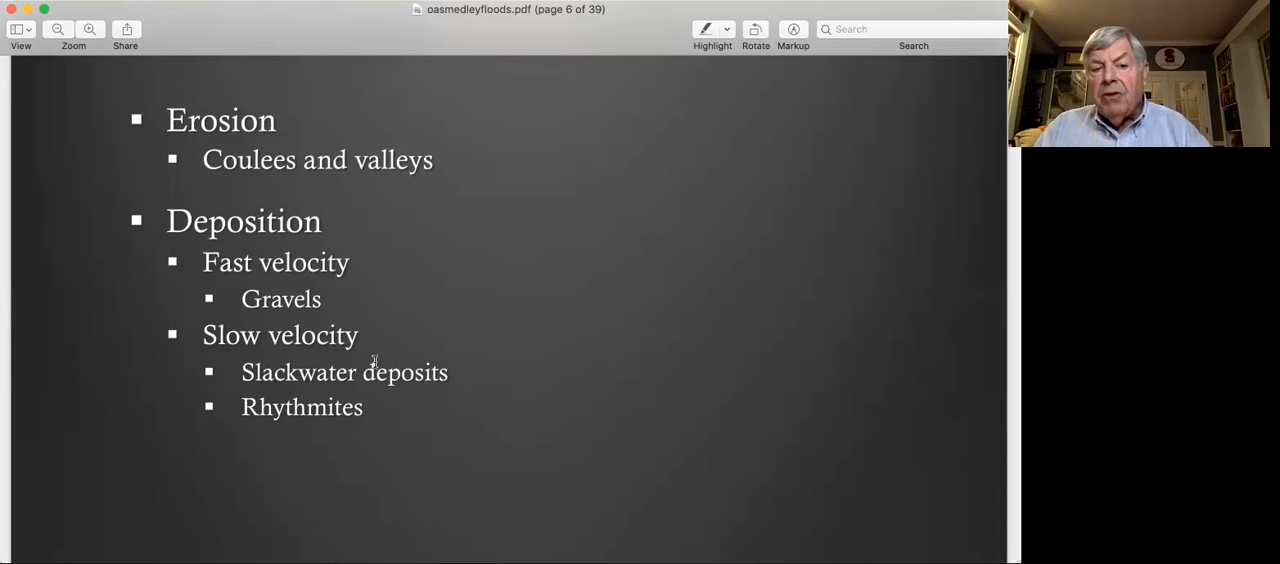 oasmedleyfloods.pdf (page 6 of 39)
View
Zoom
Share
Highlight
Rotate
Markup
Search
Search
Erosion
Coulees and valleys
Deposition
Fast velocity
Gravels
Slow velocity
Slackwater deposits
Rhythmites